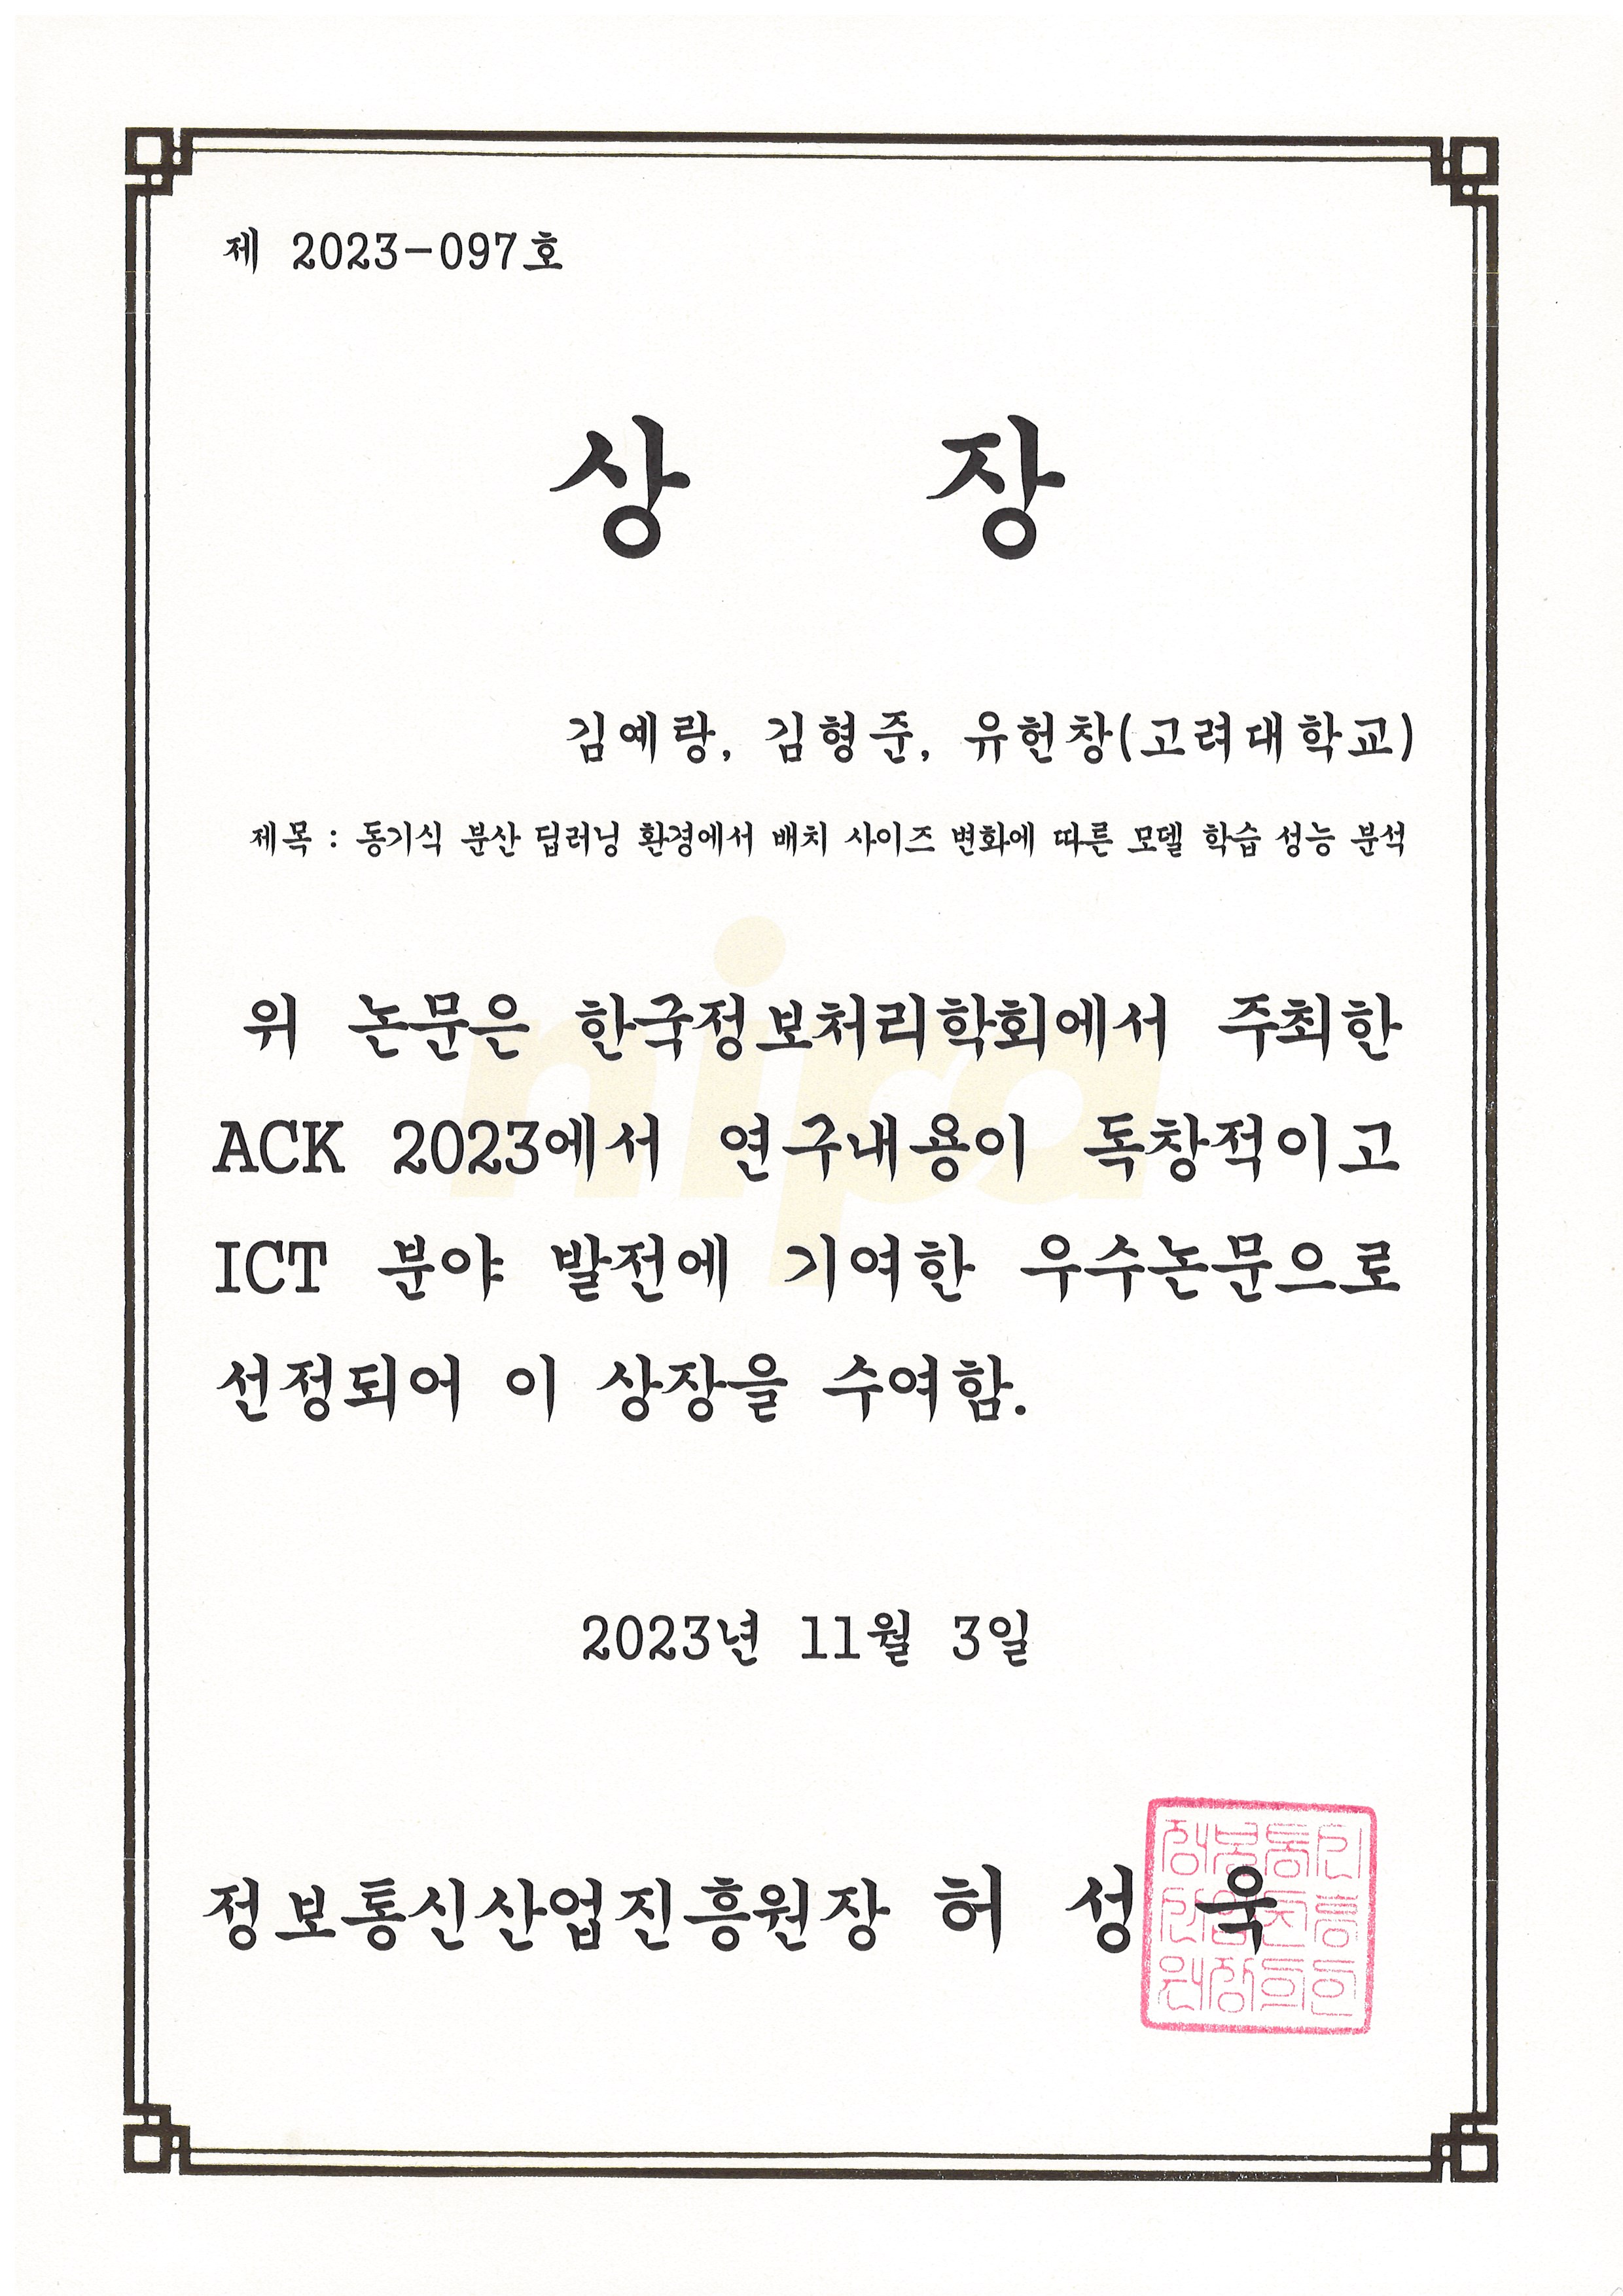 제 2023-097호
상 장
김예랑, 김형준, 유헌창(고려대학교)
제목 : 동기식 분산 딥러닝 환경에서 배치 사이즈 변화에 따른 모델 학습 성능 분석
nipa
위 논문은 한국정보처리학회에서 주최한
ACK 2023에서 연구내용이 독창적이고
ICT 분야 발전에 기여한 우수논문으로
선정되어 이 상장을 수여함.
2023년 11월 3일
정보통신산업진흥원장 허 성 욱